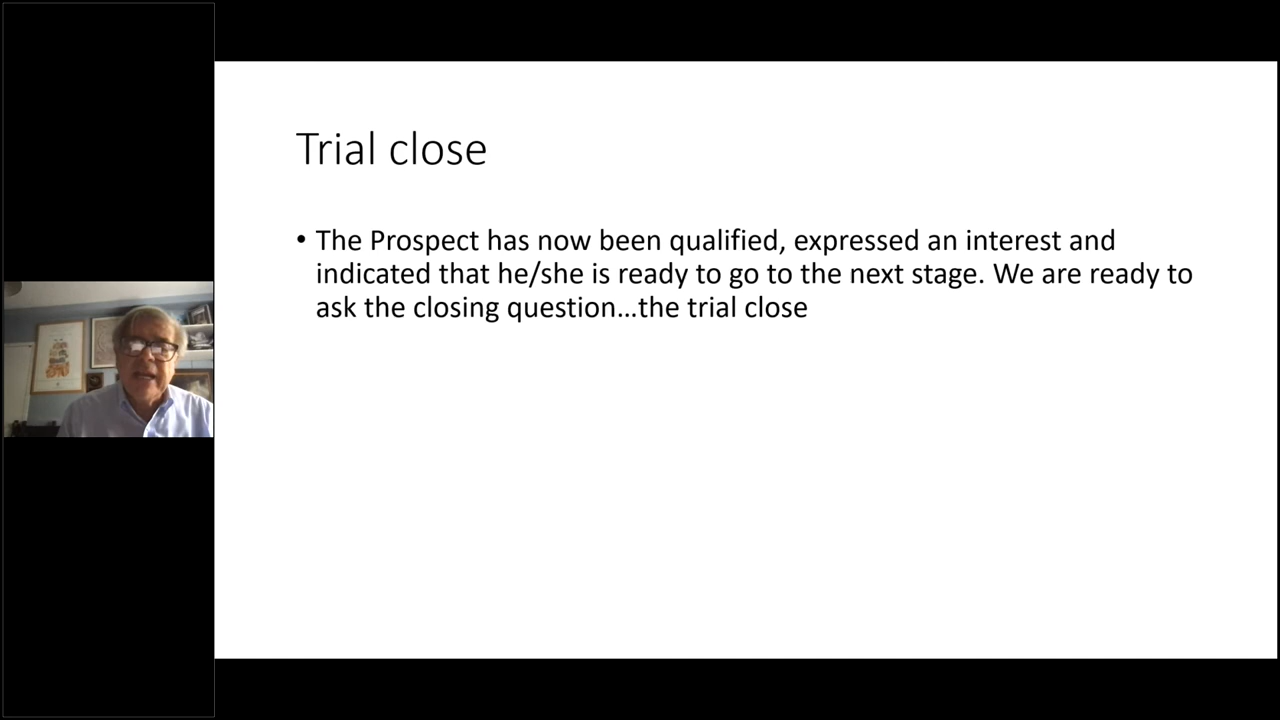 Trial close
• The Prospect has now been qualified, expressed an interest and
indicated that he/she is ready to go to the next stage. We are ready to
ask the closing question...the trial close